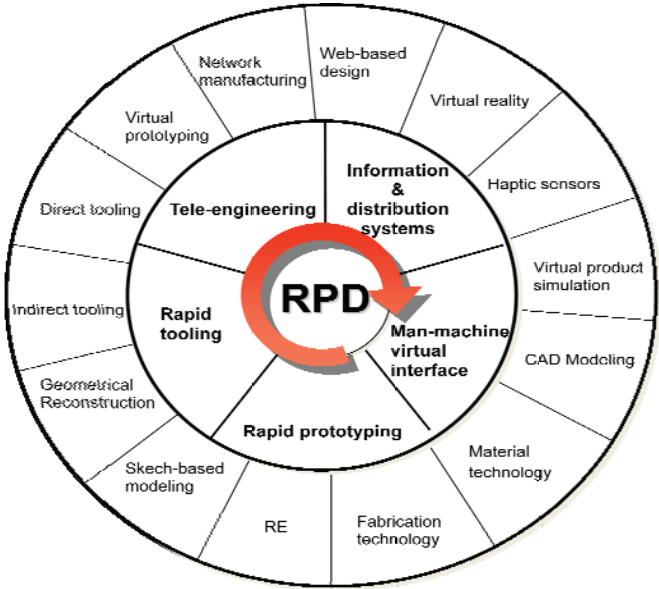 Network
manufacturing
Web-based
design
Virtual reality
Haptic sensors
Virtual product
simulation
CAD Modeling
Material
technology
Fabrication
technology
RE
Skech-based
modeling
Geometrical
Reconstruction
Indirect tooling
Direct tooling
Virtual
prototyping
Tele-engineering
Information
&
distribution
systems
Man-machine
virtual
interface
Rapid prototyping
Rapid
tooling
RPD